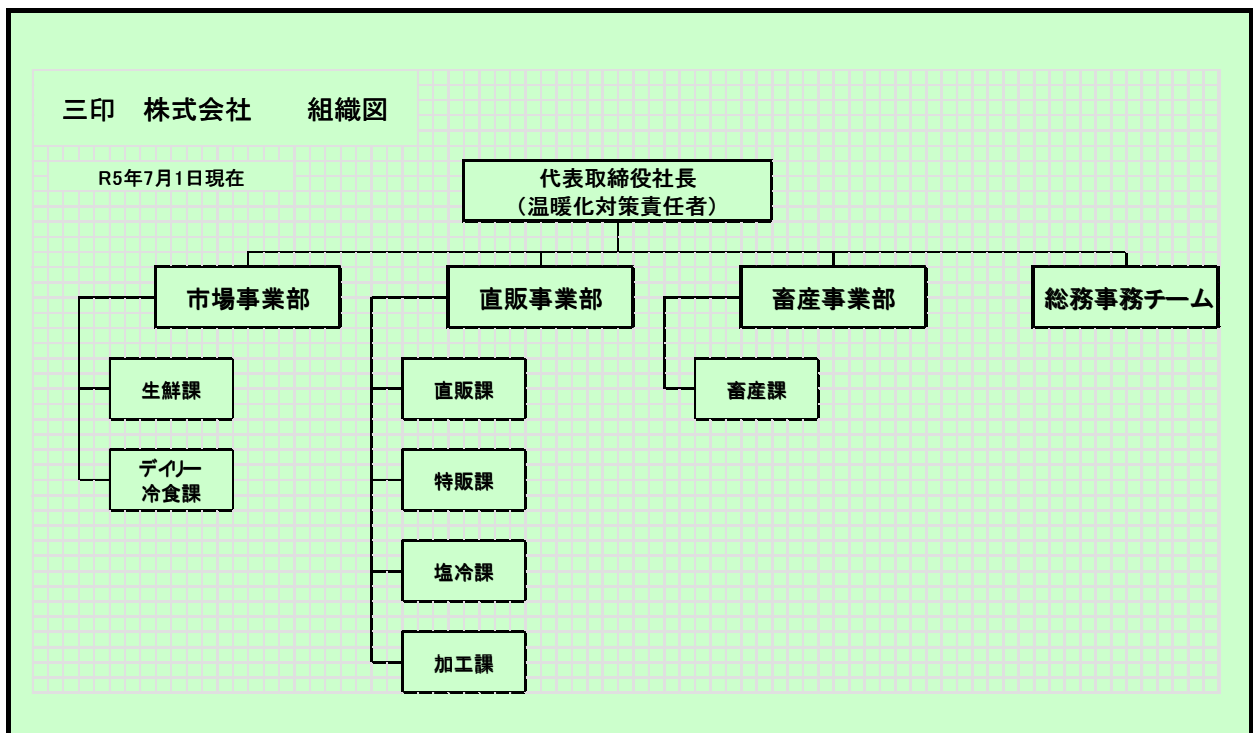 三印　株式会社　　組織図
R5年7月1日現在
代表取締役社長
（温暖化対策責任者）
市場事業部
直販事業部
畜産事業部
総務事務チーム
生鮮課
直販課
畜産課
デイリー
冷食課
特販課
塩冷課
加工課